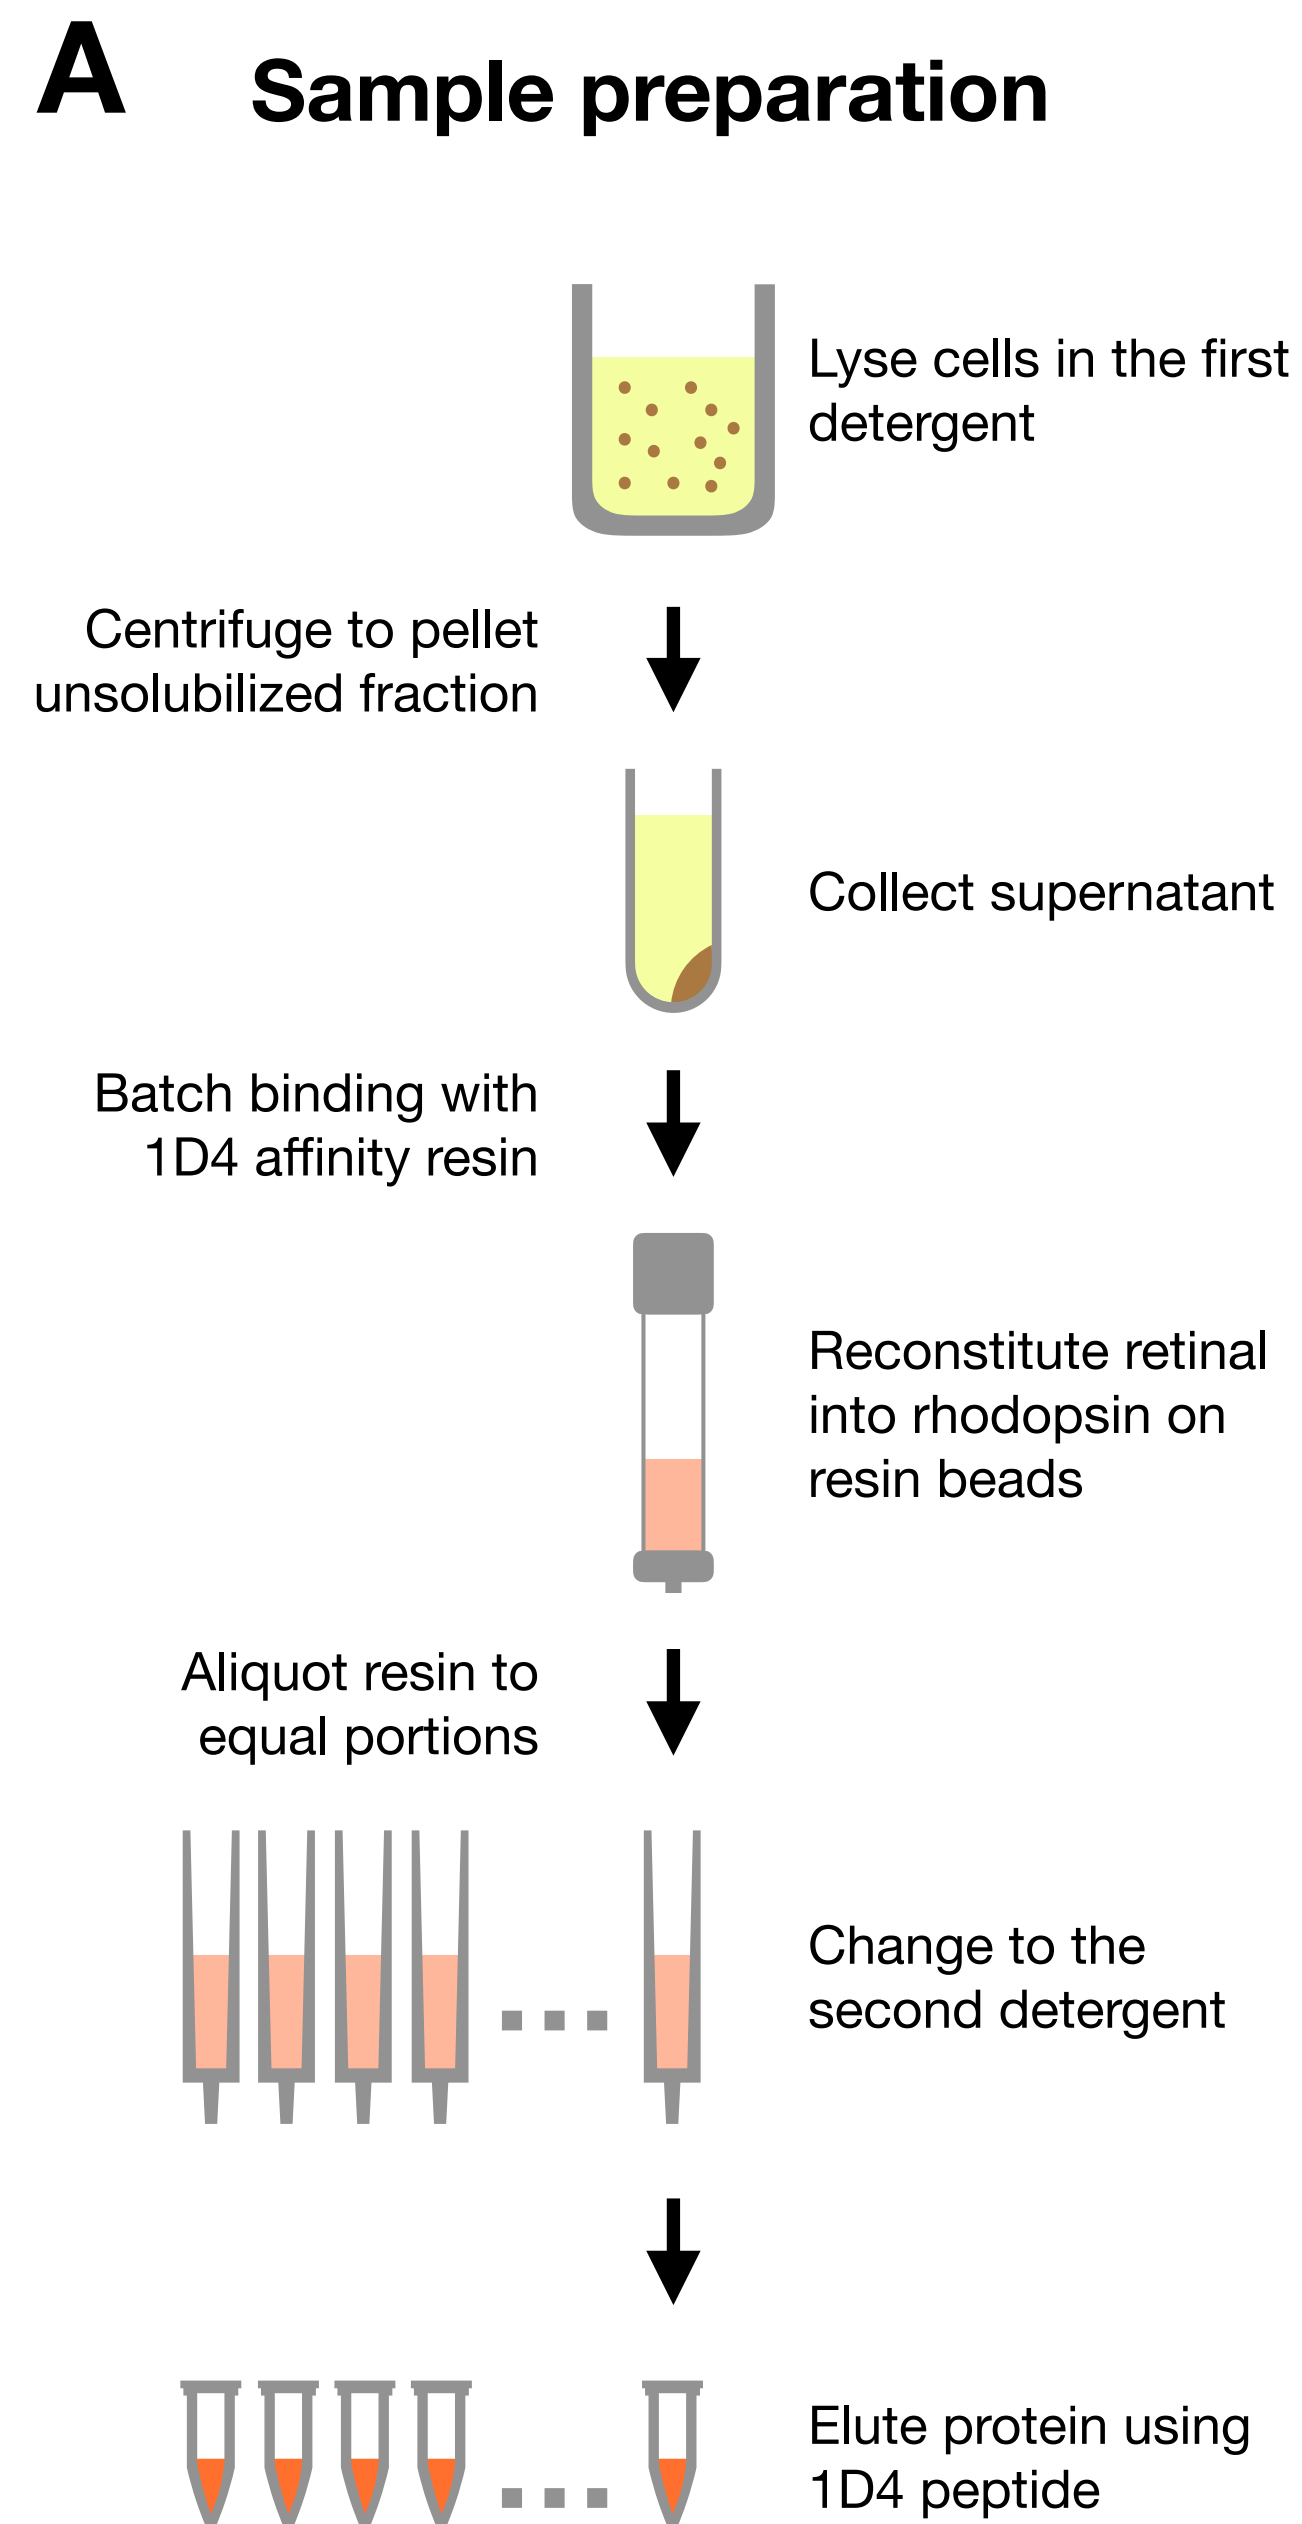 A
Sample preparation
Lyse cells in the first
detergent
Centrifuge to pellet
unsolubilized fraction
Collect supernatant
Batch binding with
1D4 affinity resin
Reconstitute retinal
into rhodopsin on
resin beads
Aliquot resin to
equal portions
Change to the
second detergent
Elute protein using
1D4 peptide